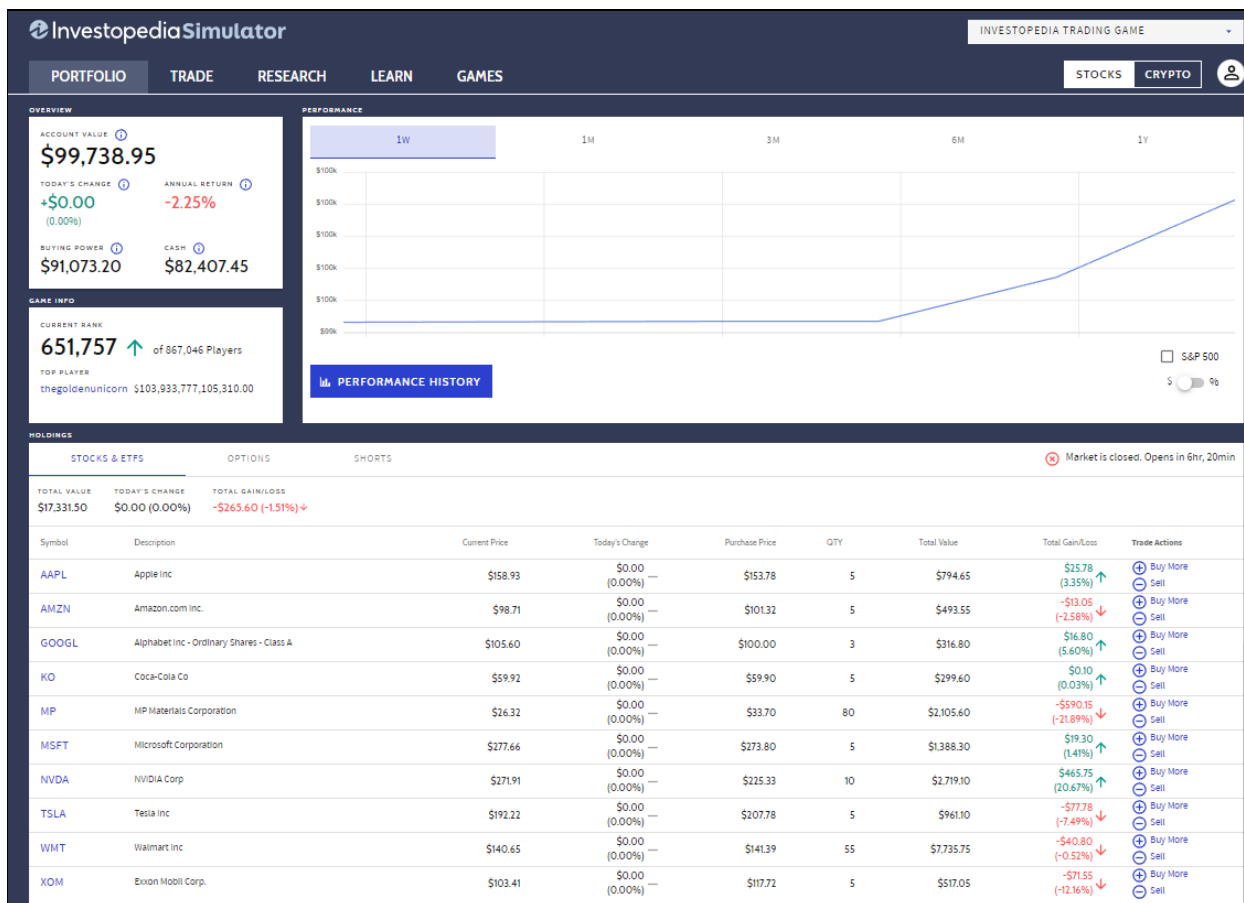 InvestopediaSimulator
INVESTOPEDIA TRADING GAME
PORTFOLIO TRADE RESEARCH LEARN GAMES
STOCKS CRYPTO
OVERVIEW
ACCOUNT VALUE
$99,738.95
TODAY'S CHANGE ANNUAL RETURN
+$0.00 -2.25%
(0.00%)
BUYING POWER CASH
$91,073.20 $82,407.45
GAME INFO
CURRENT RANK
651,757 of 867,046 Players
TOP PLAYER
thegoldenunicorn $103,933,777,105,310.00
PERFORMANCE
1W 1M 3M 6M 1Y
$100k
$100k
$100k
$100k
$100k
$99k
S&P 500
$ %
PERFORMANCE HISTORY
HOLDINGS
STOCKS & ETFS OPTIONS SHORTS
Market is closed. Opens in 6hr, 20min
TOTAL VALUE TODAY'S CHANGE TOTAL GAIN/LOSS
$17,331.50 $0.00 (0.00%) -$265.60 (-1.51%)
Symbol Description Current Price Today's Change Purchase Price QTY Total Value Total Gain/Loss Trade Actions
AAPL Apple Inc $158.93 $0.00 (0.00%) $153.78 5 $794.65 $25.78 (3.35%) Buy More Sell
AMZN Amazon.com Inc. $98.71 $0.00 (0.00%) $101.32 5 $493.55 -$13.05 (-2.58%) Buy More Sell
GOOGL Alphabet Inc - Ordinary Shares - Class A $105.60 $0.00 (0.00%) $100.00 3 $316.80 $16.80 (5.60%) Buy More Sell
KO Coca-Cola Co $59.92 $0.00 (0.00%) $59.90 5 $299.60 $0.10 (0.03%) Buy More Sell
MP MP Materials Corporation $26.32 $0.00 (0.00%) $33.70 80 $2,105.60 -$590.15 (-21.89%) Buy More Sell
MSFT Microsoft Corporation $277.66 $0.00 (0.00%) $273.80 5 $1,388.30 $19.30 (1.41%) Buy More Sell
NVDA NVIDIA Corp $271.91 $0.00 (0.00%) $225.33 10 $2,719.10 $465.75 (20.67%) Buy More Sell
TSLA Tesla Inc $192.22 $0.00 (0.00%) $207.78 5 $961.10 -$77.78 (-7.49%) Buy More Sell
WMT Walmart Inc $140.65 $0.00 (0.00%) $141.39 55 $7,735.75 -$40.80 (-0.52%) Buy More Sell
XOM Exxon Mobil Corp. $103.41 $0.00 (0.00%) $117.72 5 $517.05 -$71.55 (-12.16%) Buy More Sell